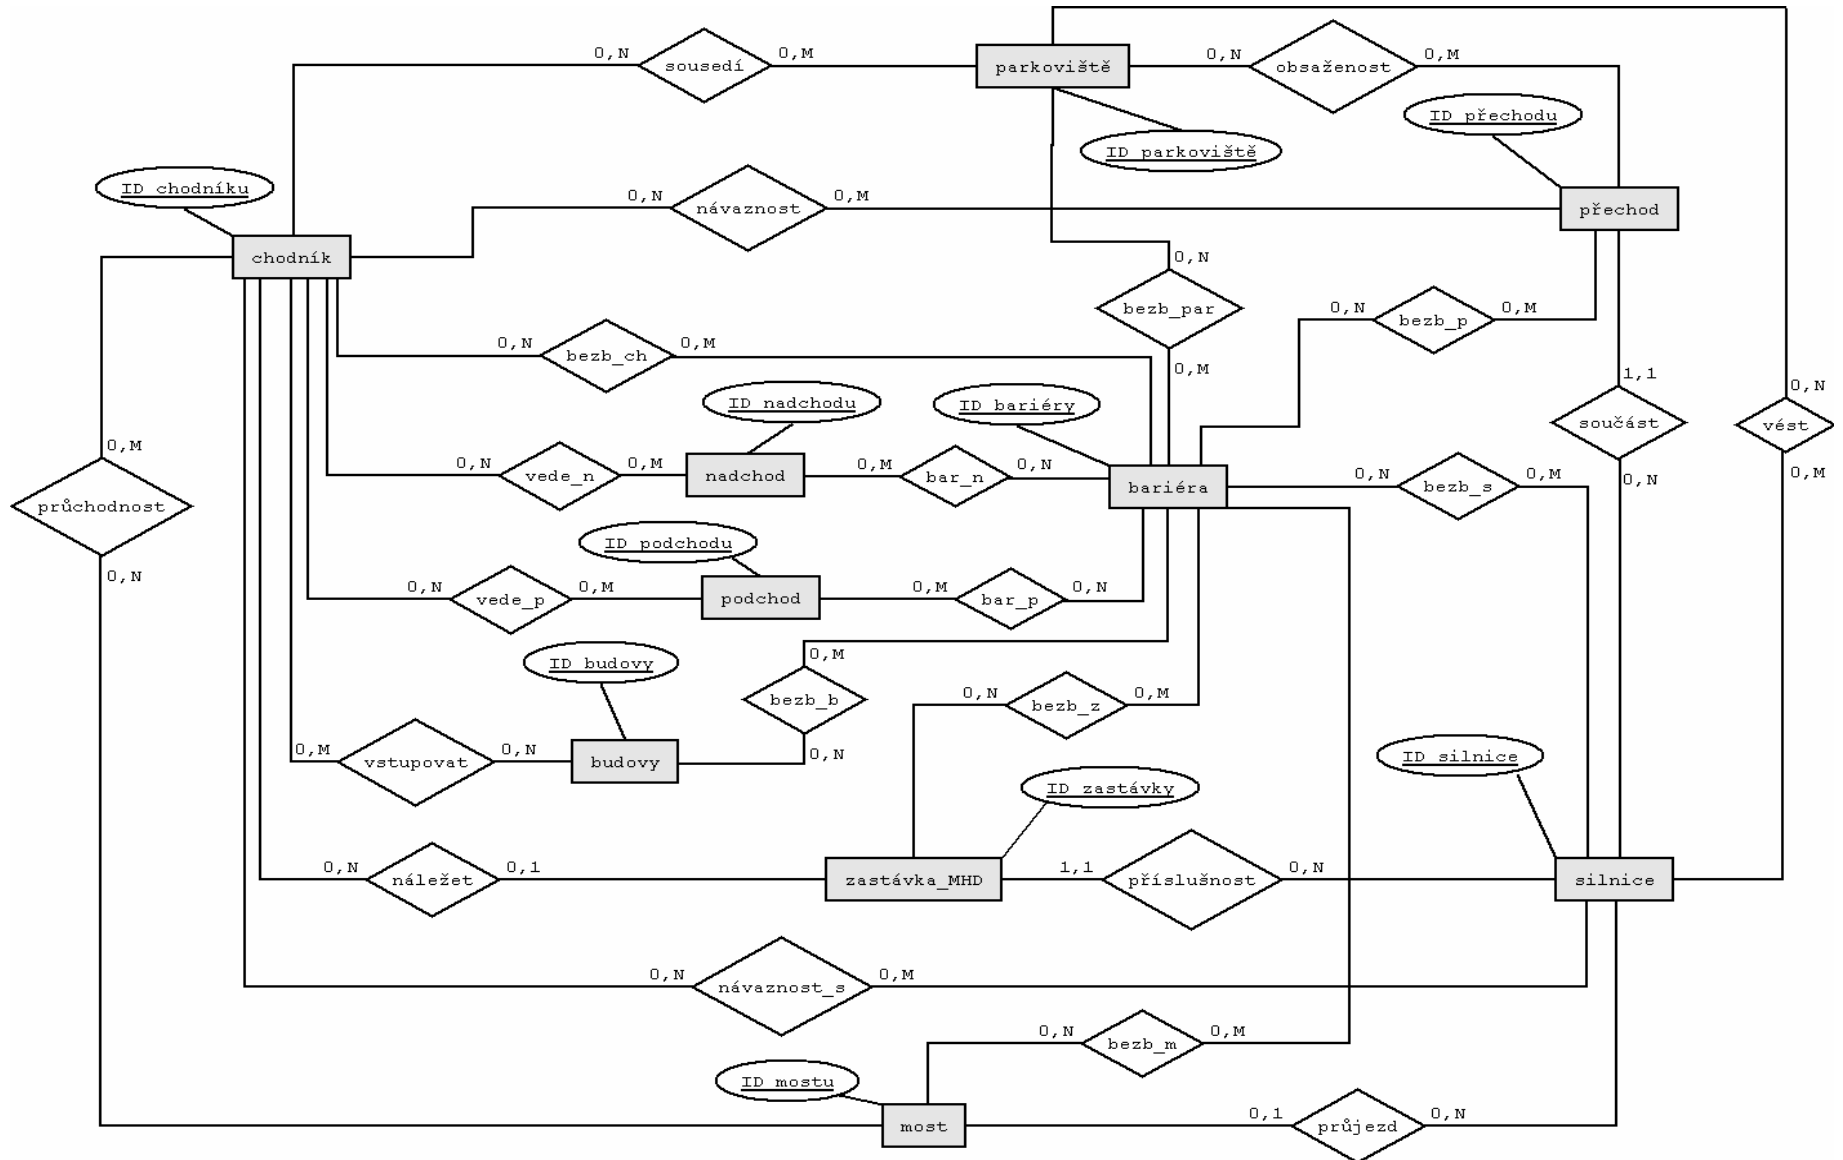 0,N
sousedí
0,M
parkoviště
0,N
obsaženost
0,M
ID přechodu
ID parkoviště
ID chodníku
0,N
návaznost
0,M
přechod
chodník
0,N
bezb_par
0,M
0,N
bezb_p
0,M
0,N
bezb_ch
0,M
1,1
součást
0,N
0,N
vést
0,M
ID nadchodu
ID bariéry
0,M
průchodnost
0,N
0,N
vede_n
0,M
nadchod
0,M
bar_n
0,N
bariéra
0,N
bezb_s
0,M
ID podchodu
0,N
vede_p
0,M
podchod
0,M
bar_p
0,N
ID budovy
0,M
bezb_b
0,N
0,N
bezb_z
0,M
0,M
vstupovat
0,N
budovy
ID silnice
ID zastávky
0,N
náležet
0,1
zastávka_MHD
1,1
příslušnost
0,N
silnice
0,N
návaznost_s
0,M
0,N
bezb_m
0,M
ID mostu
most
0,1
průjezd
0,N